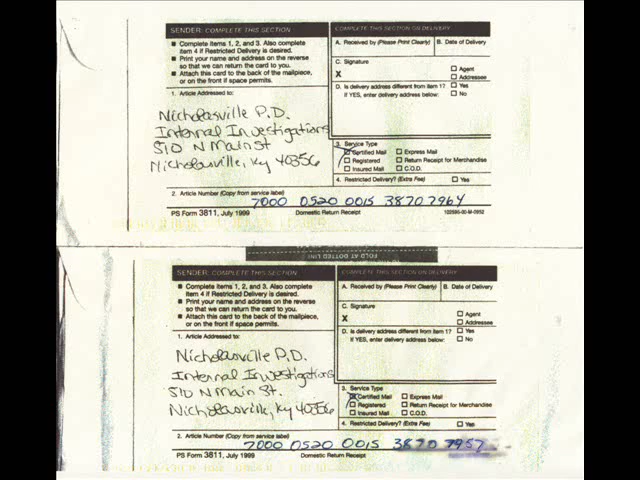 SENDER: COMPLETE THIS SECTION
■ Complete items 1, 2, and 3. Also complete
item 4 if Restricted Delivery is desired.
■ Print your name and address on the reverse
so that we can return the card to you.
■ Attach this card to the back of the mailpiece,
or on the front if space permits.
1. Article Addressed to:
Nicholasville P.D.
Internal Investigations
510 N Main St
Nicholasville, Ky 40356
COMPLETE THIS SECTION ON DELIVERY
A. Received by (Please Print Clearly) B. Date of Delivery
C. Signature
X
Agent
Addressee
D. Is delivery address different from item 1? Yes
If YES, enter delivery address below: No
3. Service Type
Certified Mail Express Mail
Registered Return Receipt for Merchandise
Insured Mail C.O.D.
4. Restricted Delivery? (Extra Fee) Yes
2. Article Number (Copy from service label)
7000 0520 0015 3870 7964
PS Form 3811, July 1999 Domestic Return Receipt 102595-00-M-0952
FOLD AT DOTTED LINE
SENDER: COMPLETE THIS SECTION
■ Complete items 1, 2, and 3. Also complete
item 4 if Restricted Delivery is desired.
■ Print your name and address on the reverse
so that we can return the card to you.
■ Attach this card to the back of the mailpiece,
or on the front if space permits.
1. Article Addressed to:
Nicholasville P.D.
Internal Investigations
510 N Main St.
Nicholasville, Ky 40356
COMPLETE THIS SECTION ON DELIVERY
A. Received by (Please Print Clearly) B. Date of Delivery
C. Signature
X
Agent
Addressee
D. Is delivery address different from item 1? Yes
If YES, enter delivery address below: No
3. Service Type
Certified Mail Express Mail
Registered Return Receipt for Merchandise
Insured Mail C.O.D.
4. Restricted Delivery? (Extra Fee) Yes
2. Article Number (Copy from service label)
7000 0520 0015 3870 7957
PS Form 3811, July 1999 Domestic Return Receipt